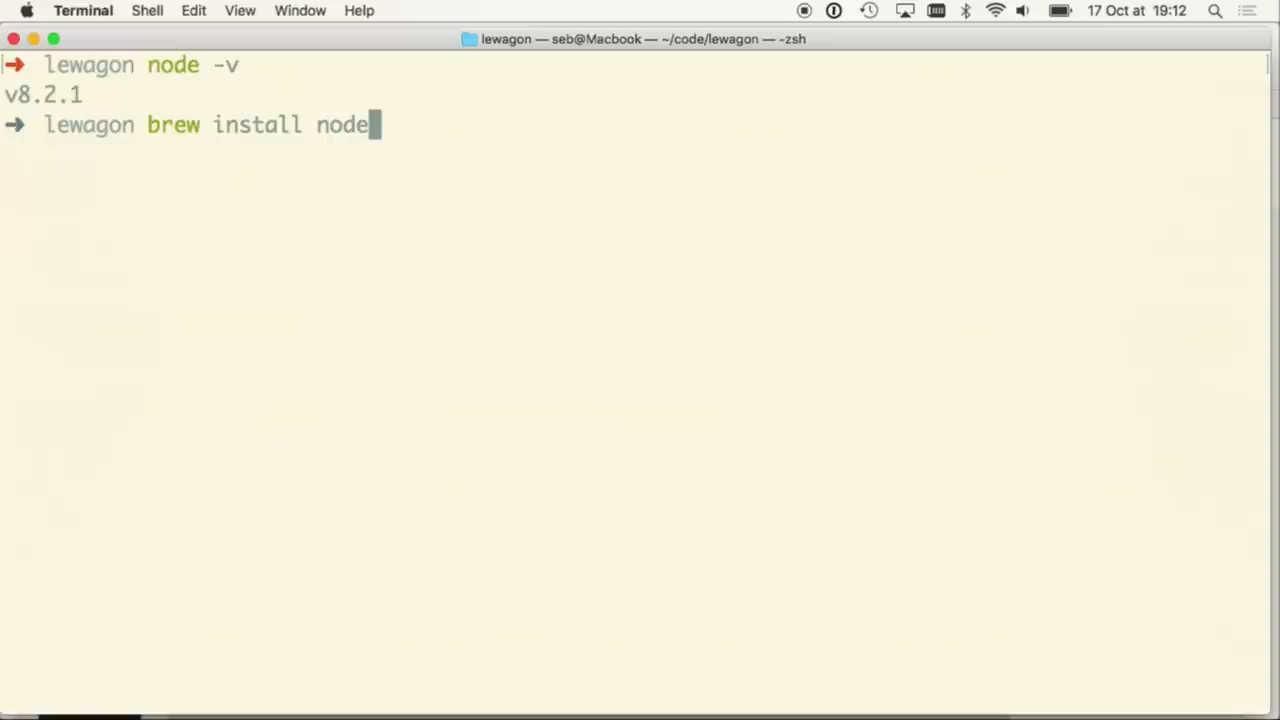 Terminal Shell Edit View Window Help 17 Oct at 19:12
lewagon — seb@Macbook — ~/code/lewagon — -zsh
➜ lewagon node -v
v8.2.1
➜ lewagon brew install node